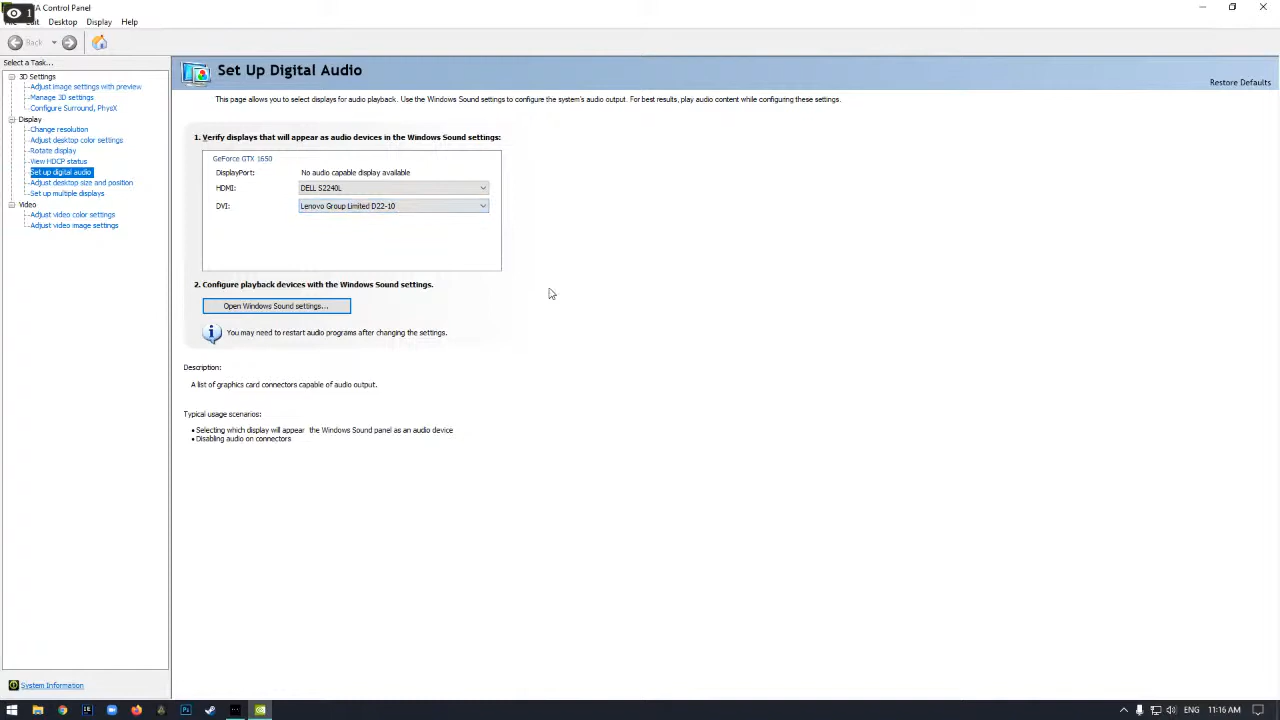 1
A Control Panel
Edit
Desktop
Display
Help
Back
Select a Task...
3D Settings
Adjust image settings with preview
Manage 3D settings
Configure Surround, PhysX
Display
Change resolution
Adjust desktop color settings
Rotate display
View HDCP status
Set up digital audio
Adjust desktop size and position
Set up multiple displays
Video
Adjust video color settings
Adjust video image settings
System Information
Set Up Digital Audio
Restore Defaults
This page allows you to select displays for audio playback. Use the Windows Sound settings to configure the system's audio output. For best results, play audio content while configuring these settings.
1. Verify displays that will appear as audio devices in the Windows Sound settings:
GeForce GTX 1650
DisplayPort: No audio capable display available
HDMI: DELL S2240L
DVI: Lenovo Group Limited D22-10
2. Configure playback devices with the Windows Sound settings.
Open Windows Sound settings...
You may need to restart audio programs after changing the settings.
Description:
A list of graphics card connectors capable of audio output.
Typical usage scenarios:
• Selecting which display will appear the Windows Sound panel as an audio device
• Disabling audio on connectors
ENG 11:16 AM